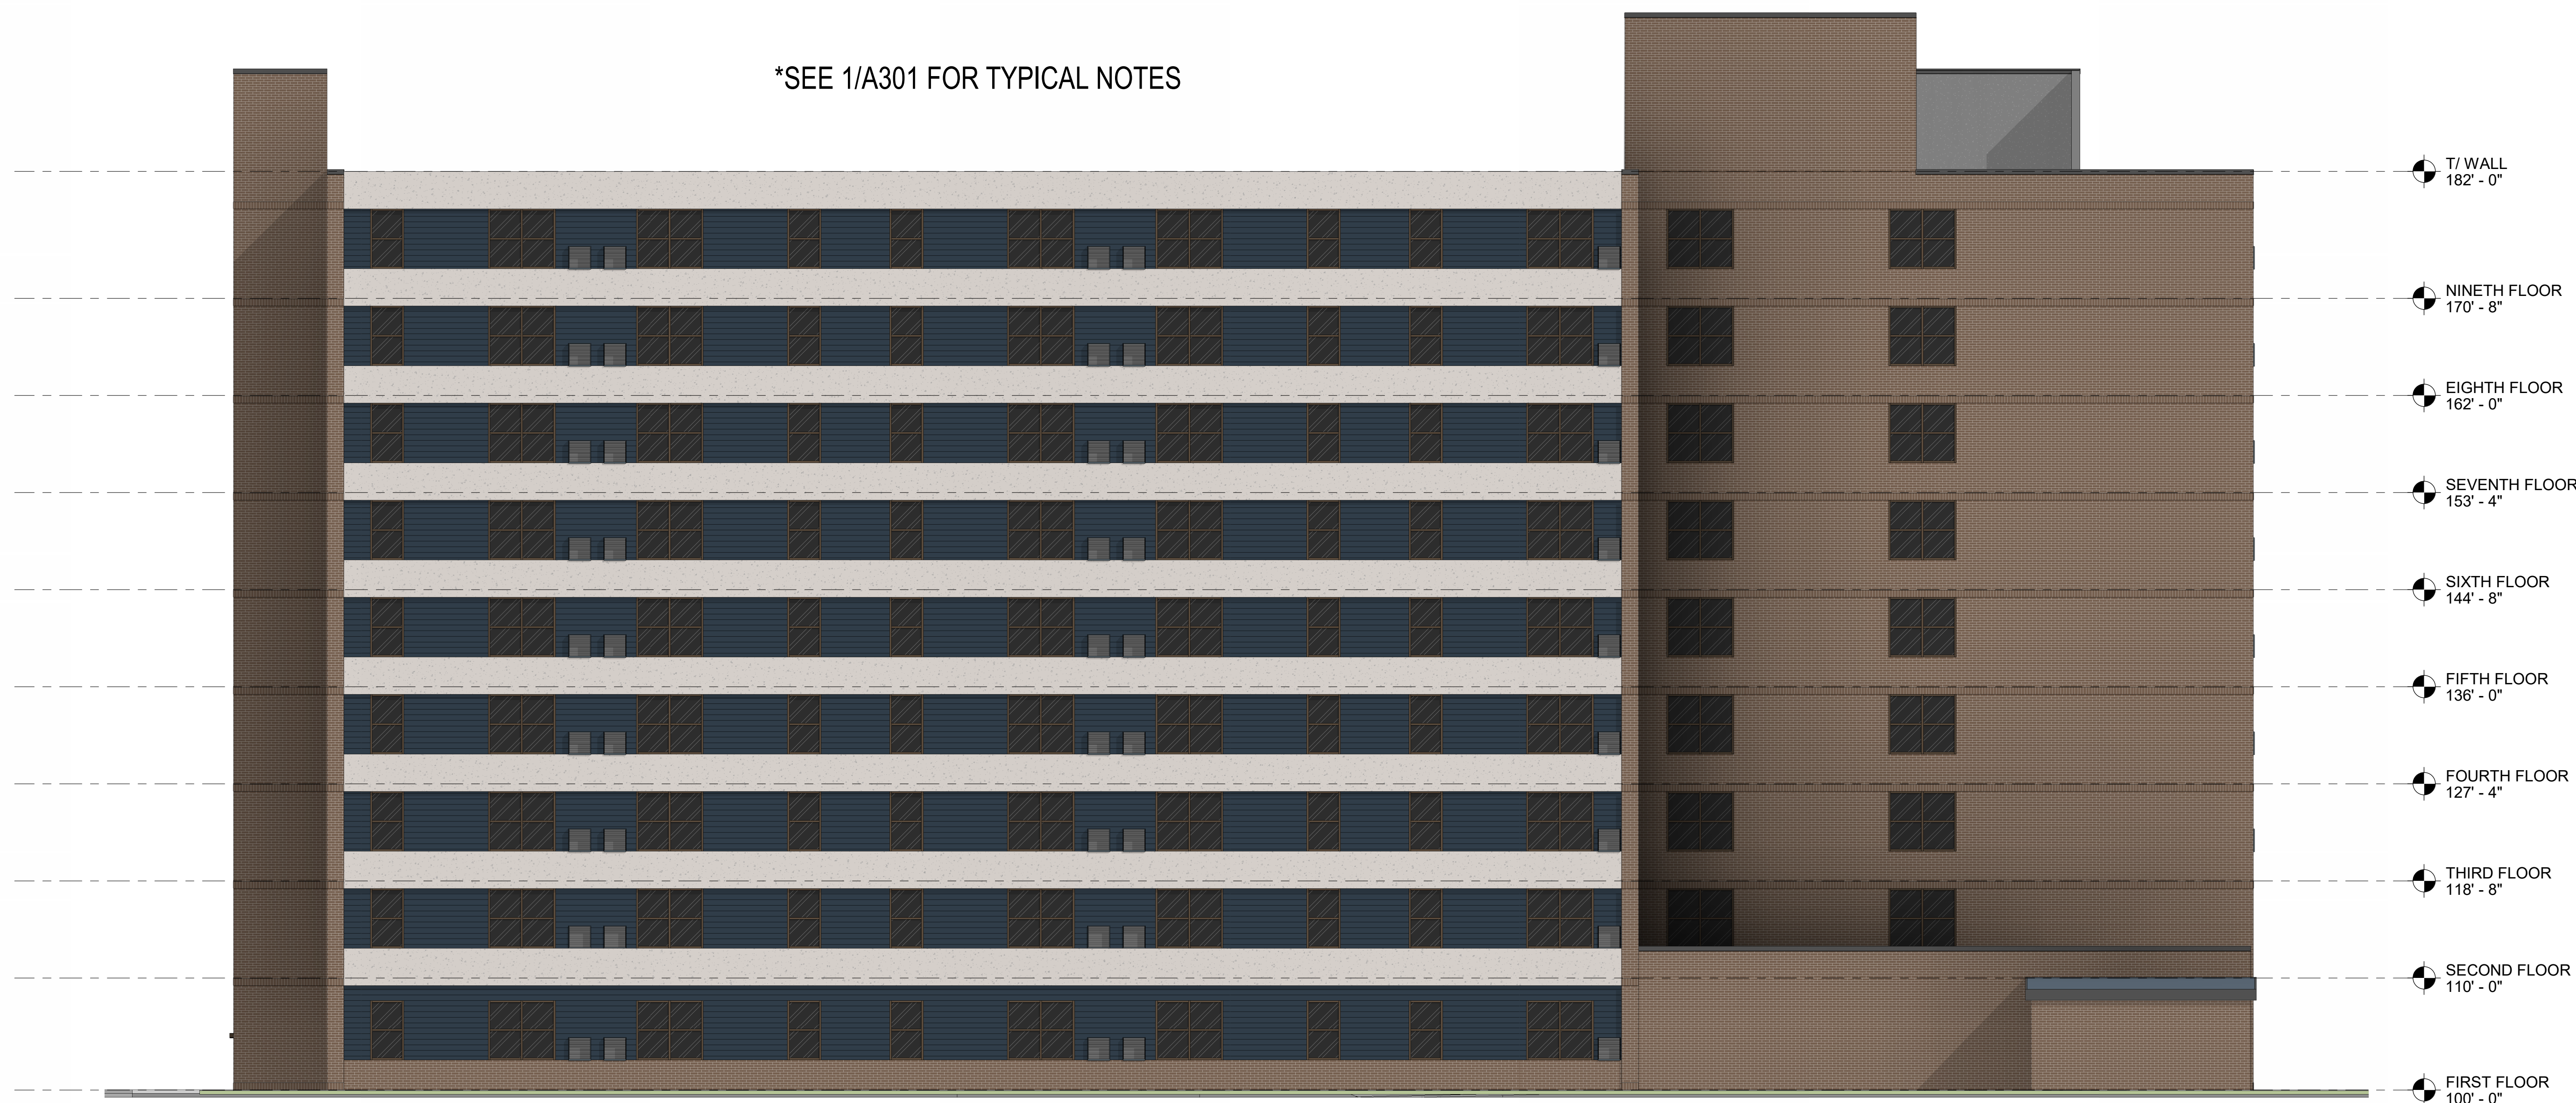 *SEE 1/A301 FOR TYPICAL NOTES
T/ WALL
182' - 0"
NINETH FLOOR
170' - 8"
EIGHTH FLOOR
162' - 0"
SEVENTH FLOOR
153' - 4"
SIXTH FLOOR
144' - 8"
FIFTH FLOOR
136' - 0"
FOURTH FLOOR
127' - 4"
THIRD FLOOR
118' - 8"
SECOND FLOOR
110' - 0"
FIRST FLOOR
100' - 0"